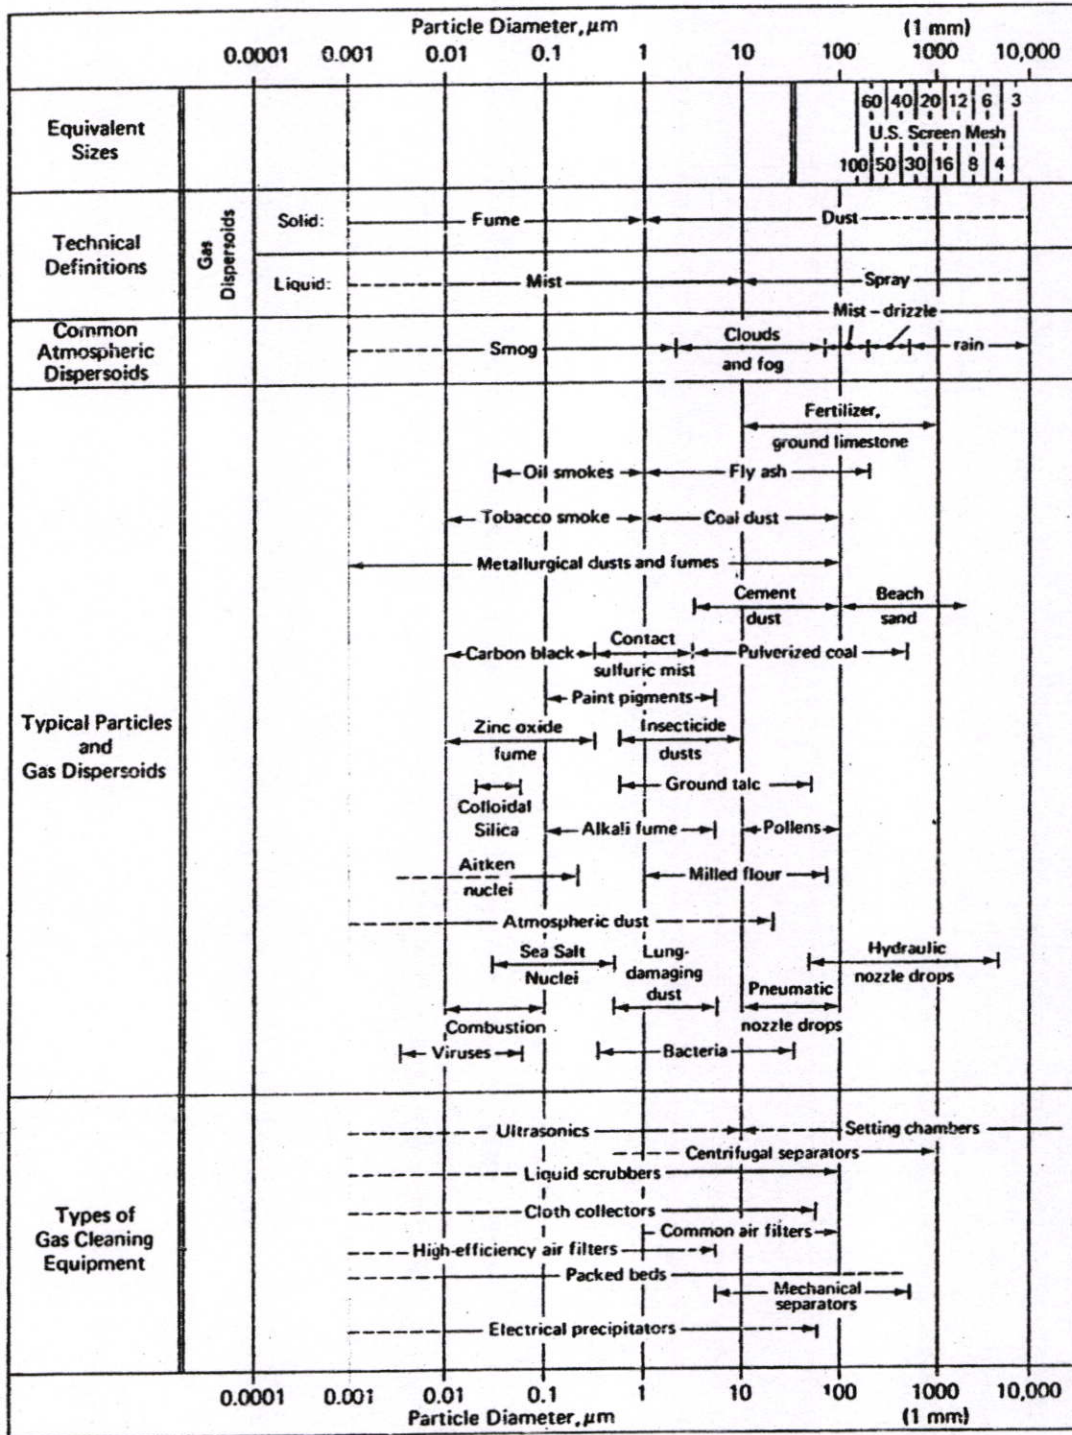 Particle Diameter, μm
(1 mm)
0.0001 0.001 0.01 0.1 1 10 100 1000 10,000
Equivalent
Sizes
60 40 20 12 6 3
U.S. Screen Mesh
100 50 30 16 8 4
Technical
Definitions
Gas
Dispersoids
Solid: Fume Dust
Liquid: Mist Spray
Common
Atmospheric
Dispersoids
Mist – drizzle
Smog
Clouds
and fog
rain
Typical Particles
and
Gas Dispersoids
Fertilizer,
ground limestone
Oil smokes Fly ash
Tobacco smoke Coal dust
Metallurgical dusts and fumes
Cement
dust
Beach
sand
Carbon black
Contact
sulfuric mist
Pulverized coal
Paint pigments
Zinc oxide
fume
Insecticide
dusts
Ground talc
Colloidal
Silica
Alkali fume Pollens
Aitken
nuclei
Milled flour
Atmospheric dust
Sea Salt
Nuclei
Lung-
damaging
dust
Hydraulic
nozzle drops
Pneumatic
nozzle drops
Combustion
Viruses Bacteria
Types of
Gas Cleaning
Equipment
Ultrasonics Setting chambers
Centrifugal separators
Liquid scrubbers
Cloth collectors
Common air filters
High-efficiency air filters
Packed beds
Mechanical
separators
Electrical precipitators
0.0001 0.001 0.01 0.1 1 10 100 1000 10,000
Particle Diameter, μm
(1 mm)